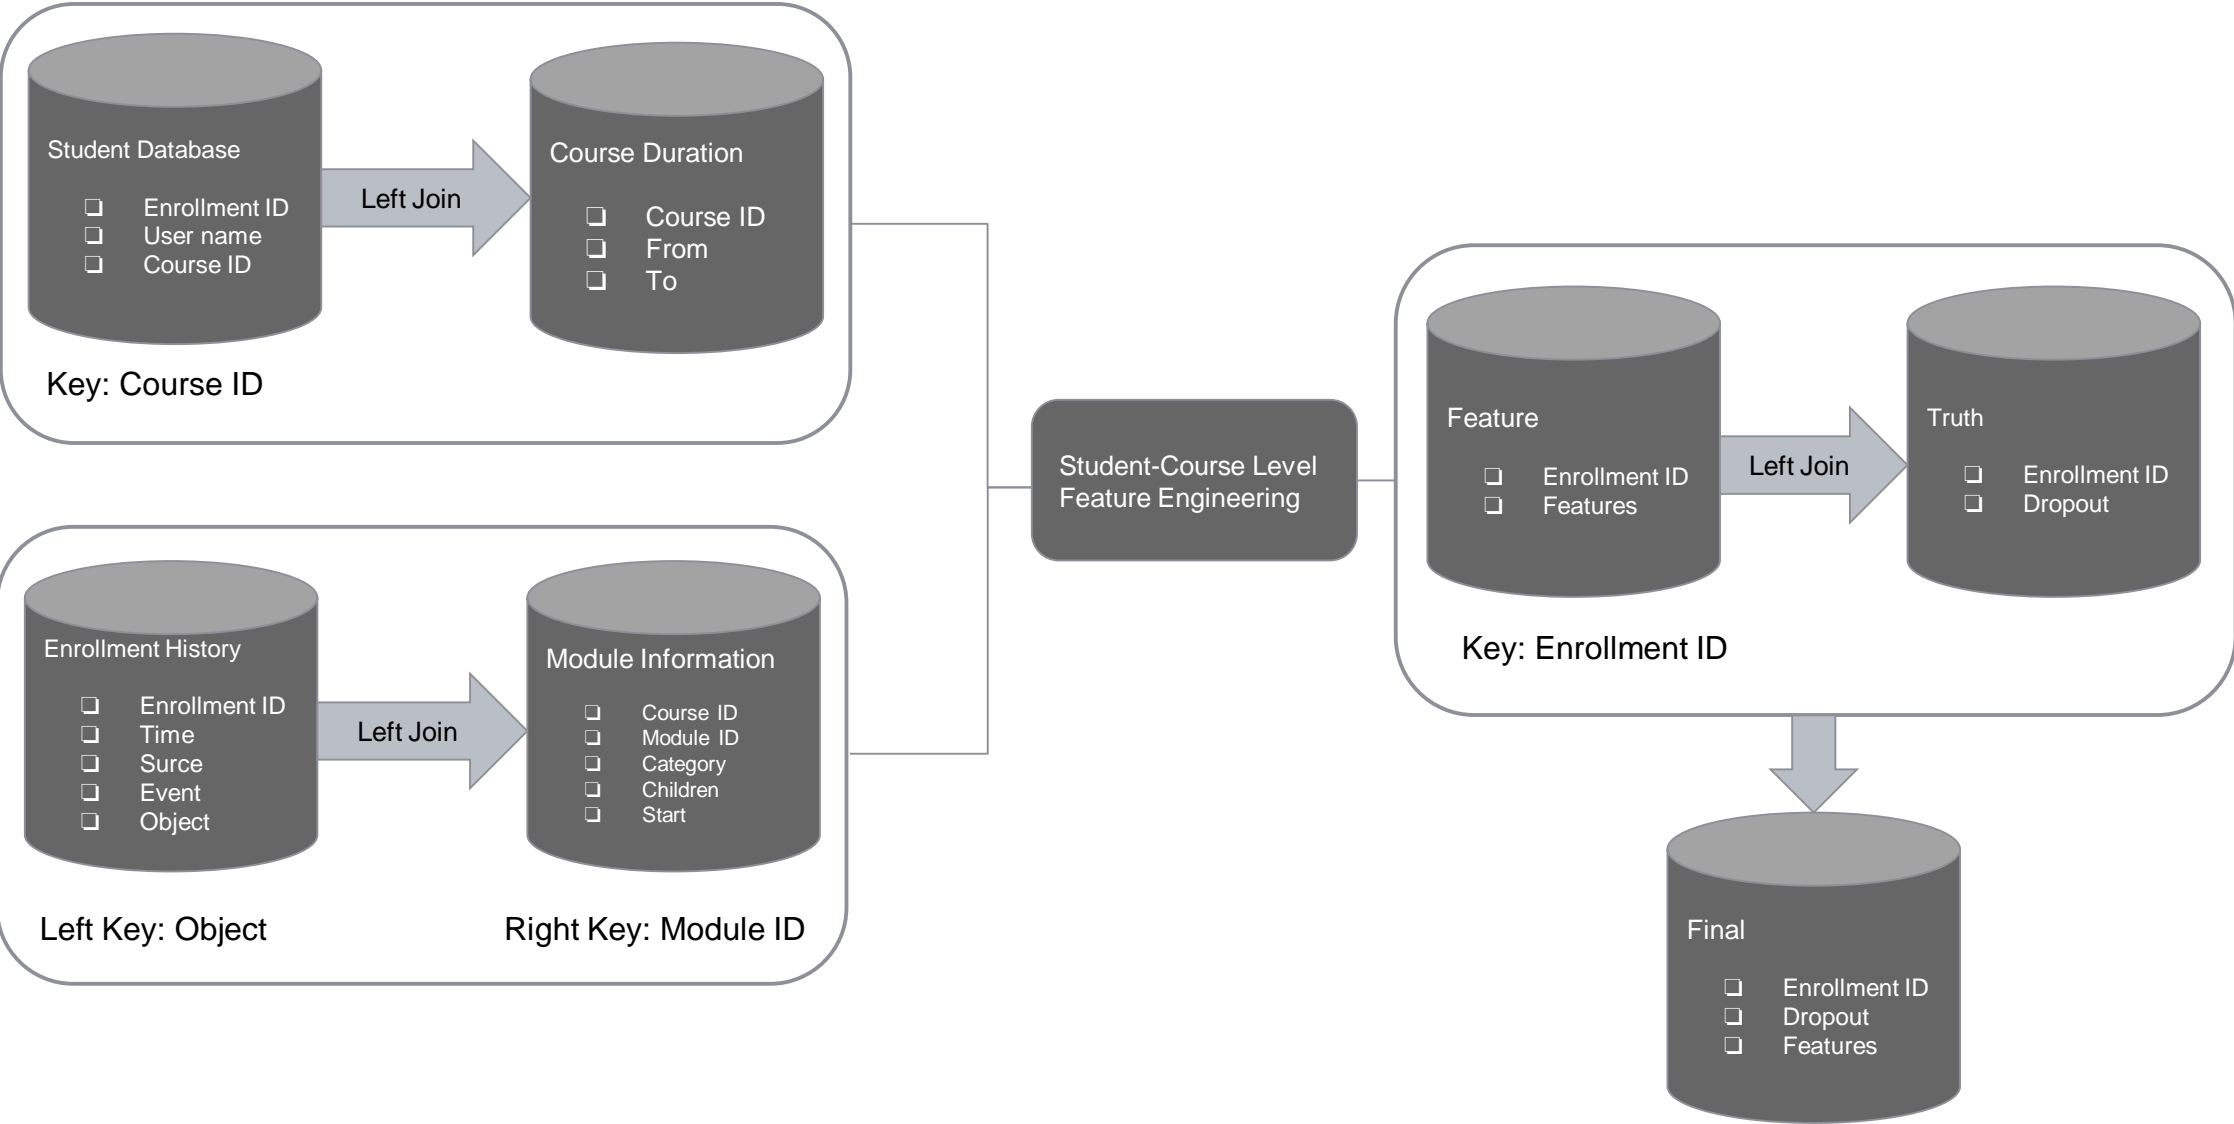 Student Database
❏ Enrollment ID
❏ User name
❏ Course ID
Left Join
Course Duration
❏ Course ID
❏ From
❏ To
Key: Course ID
Enrollment History
❏ Enrollment ID
❏ Time
❏ Surce
❏ Event
❏ Object
Left Join
Module Information
❏ Course ID
❏ Module ID
❏ Category
❏ Children
❏ Start
Left Key: Object
Right Key: Module ID
Student-Course Level
Feature Engineering
Feature
❏ Enrollment ID
❏ Features
Left Join
Truth
❏ Enrollment ID
❏ Dropout
Key: Enrollment ID
Final
❏ Enrollment ID
❏ Dropout
❏ Features